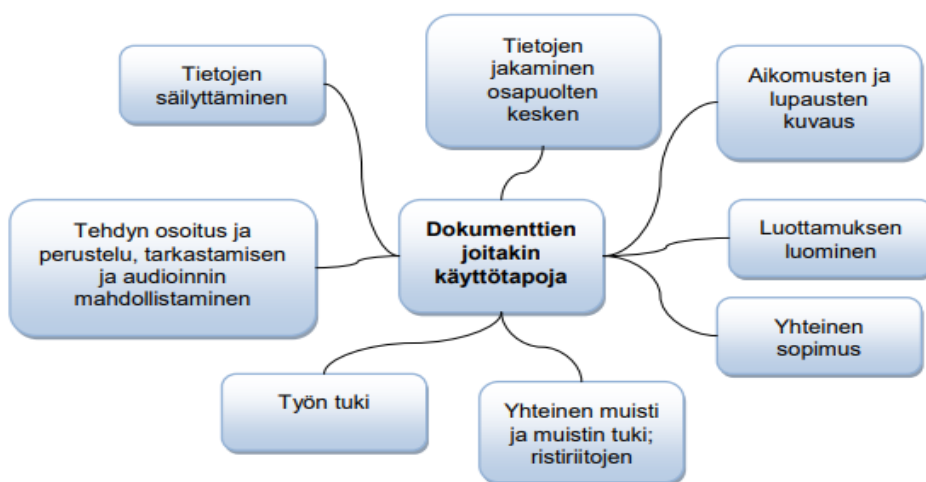 Tietojen
säilyttäminen
Tietojen
jakaminen
osapuolten
kesken
Aikomusten ja
lupausten
kuvaus
Tehdyn osoitus ja
perustelu, tarkastamisen
ja audioinnin
mahdollistaminen
Dokumenttien
joitakin
käyttötapoja
Luottamuksen
luominen
Yhteinen
sopimus
Työn tuki
Yhteinen muisti
ja muistin tuki;
ristiriitojen